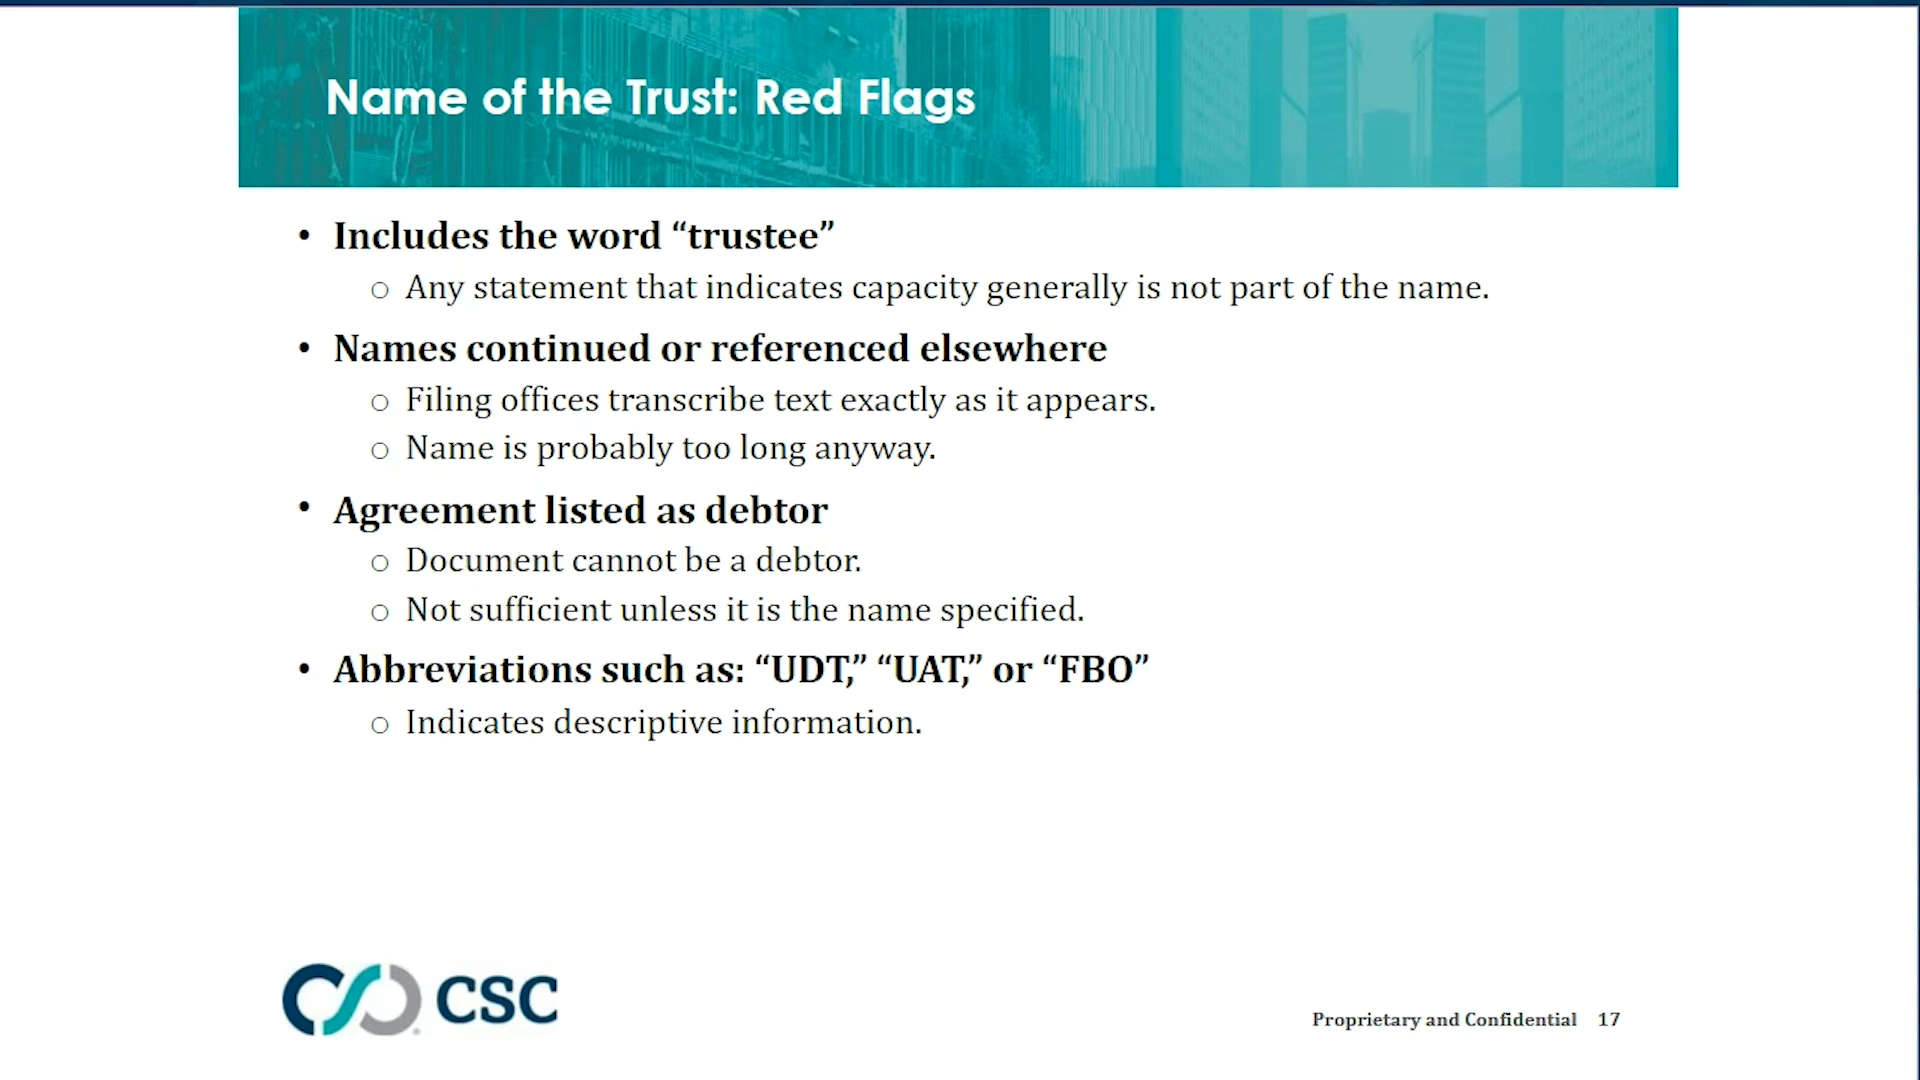 Name of the Trust: Red Flags
• Includes the word “trustee”
○ Any statement that indicates capacity generally is not part of the name.
• Names continued or referenced elsewhere
○ Filing offices transcribe text exactly as it appears.
○ Name is probably too long anyway.
• Agreement listed as debtor
○ Document cannot be a debtor.
○ Not sufficient unless it is the name specified.
• Abbreviations such as: “UDT,” “UAT,” or “FBO”
○ Indicates descriptive information.
CSC
Proprietary and Confidential 17